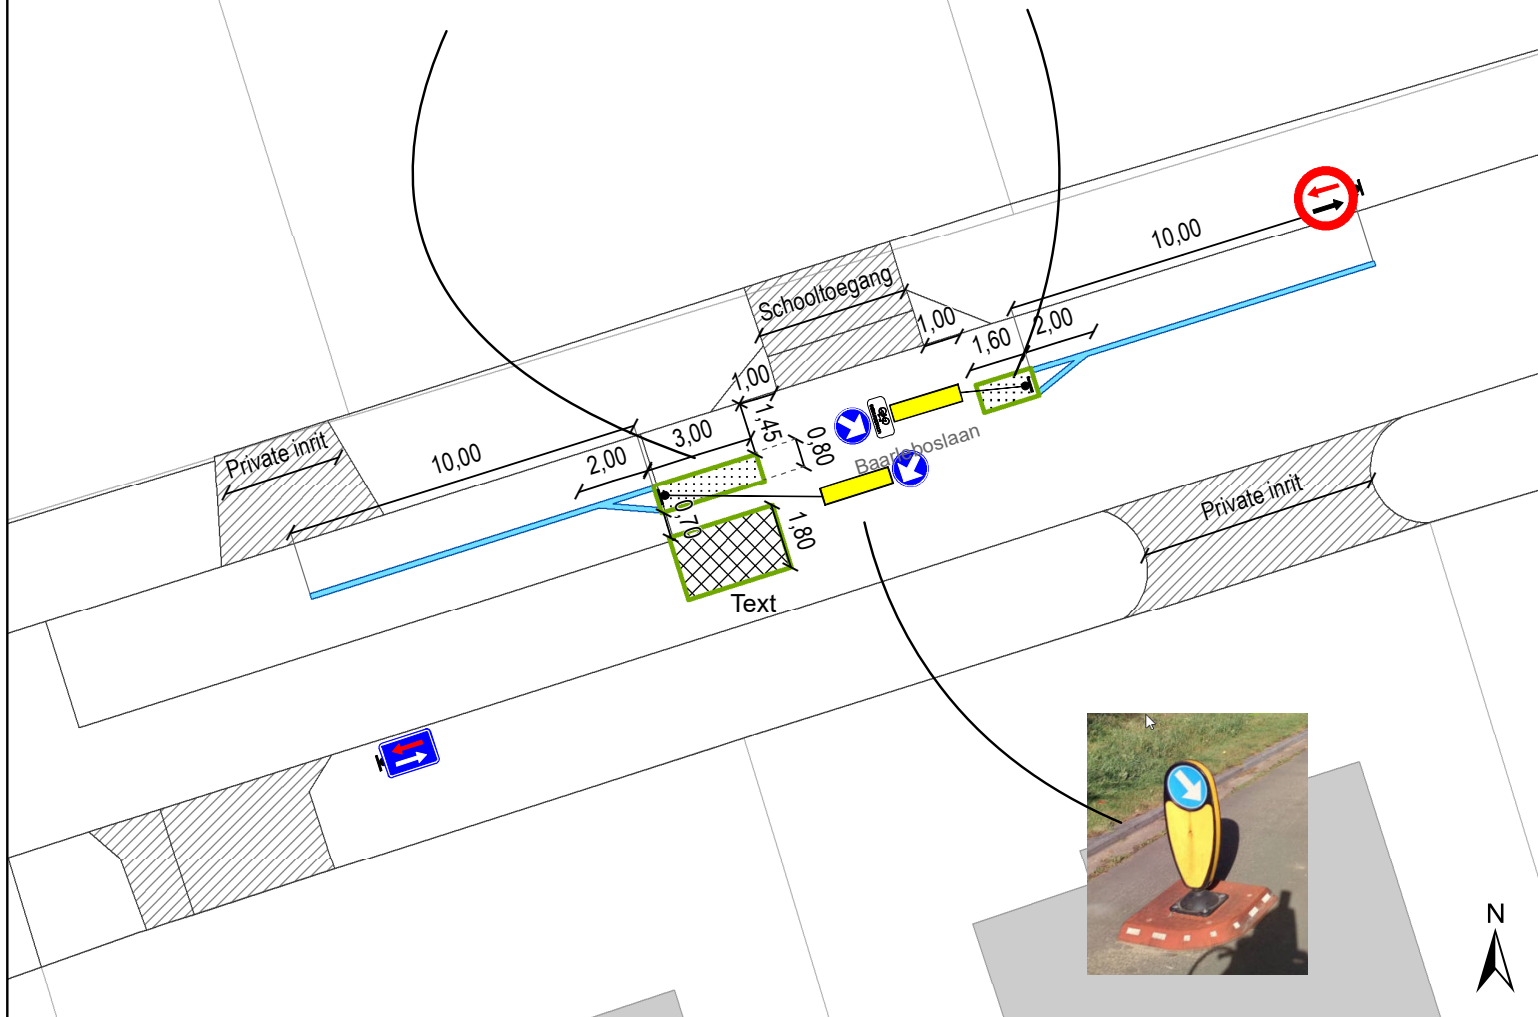 10,00
Schooltoegang
1,00
2,00
1,60
1,00
1,45
3,00
0,80
Private inrit
10,00
2,00
Baarleboslaan
0,70
1,80
Private inrit
Text
N